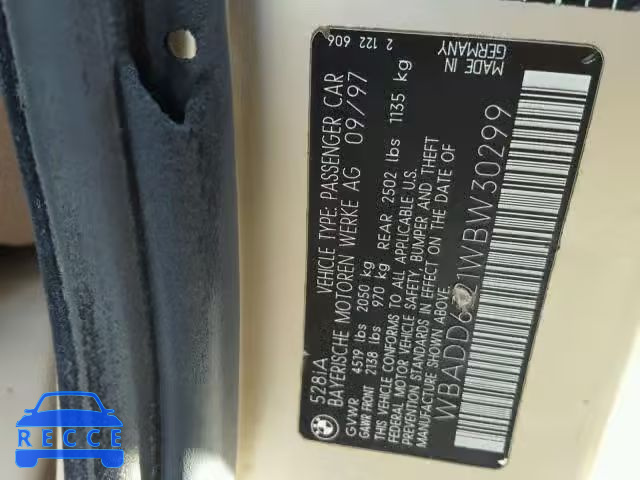 528iA
VEHICLE TYPE: PASSENGER CAR
BAYERISCHE MOTOREN WERKE AG 09/97
GVWR 4519 lbs 2050 kg
GAWR FRONT 2138 lbs 970 kg REAR 2502 lbs 1135 kg
THIS VEHICLE CONFORMS TO ALL APPLICABLE U.S.
FEDERAL MOTOR VEHICLE SAFETY, BUMPER AND THEFT
PREVENTION STANDARDS IN EFFECT ON THE DATE OF
MANUFACTURE SHOWN ABOVE.
WBADD6 21WBW30299
2 122 606
MADE IN
GERMANY
RECCE